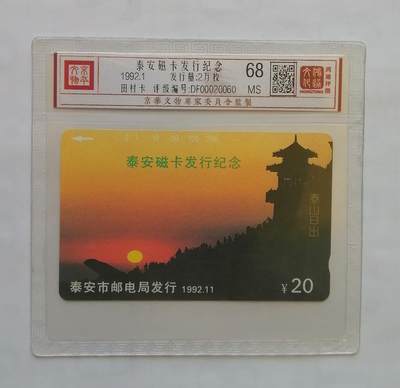 泰安磁卡发行纪念
1992.1 发行量:2万枚
田村卡 评级编号:DF00020060
68
MS
京华文物专家委员会监制
泰安磁卡发行纪念
泰山日出
泰安市邮电局发行 1992.11
¥20